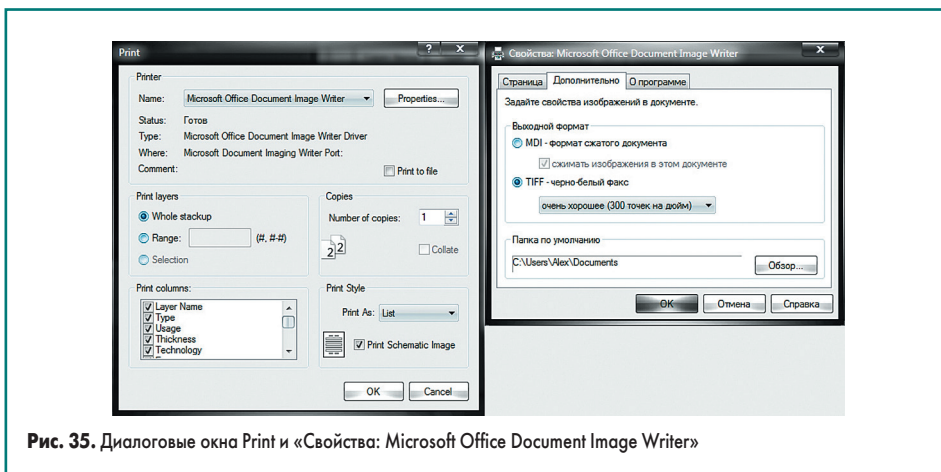 Print
Printer
Name: Microsoft Office Document Image Writer Properties...
Status: Готов
Type: Microsoft Office Document Image Writer Driver
Where: Microsoft Document Imaging Writer Port:
Comment: Print to file
Print layers
Whole stackup
Range: (#, #-#)
Selection
Copies
Number of copies: 1
2 2
Collate
Print columns:
Layer Name
Type
Usage
Thickness
Technology
Print Style
Print As: List
Print Schematic Image
OK Cancel
Свойства: Microsoft Office Document Image Writer
Страница Дополнительно О программе
Задайте свойства изображений в документе.
Выходной формат
MDI - формат сжатого документа
сжимать изображения в этом документе
TIFF - черно-белый факс
очень хорошее (300 точек на дюйм)
Папка по умолчанию
C:\Users\Alex\Documents Обзор...
OK Отмена Справка
Рис. 35. Диалоговые окна Print и «Свойства: Microsoft Office Document Image Writer»